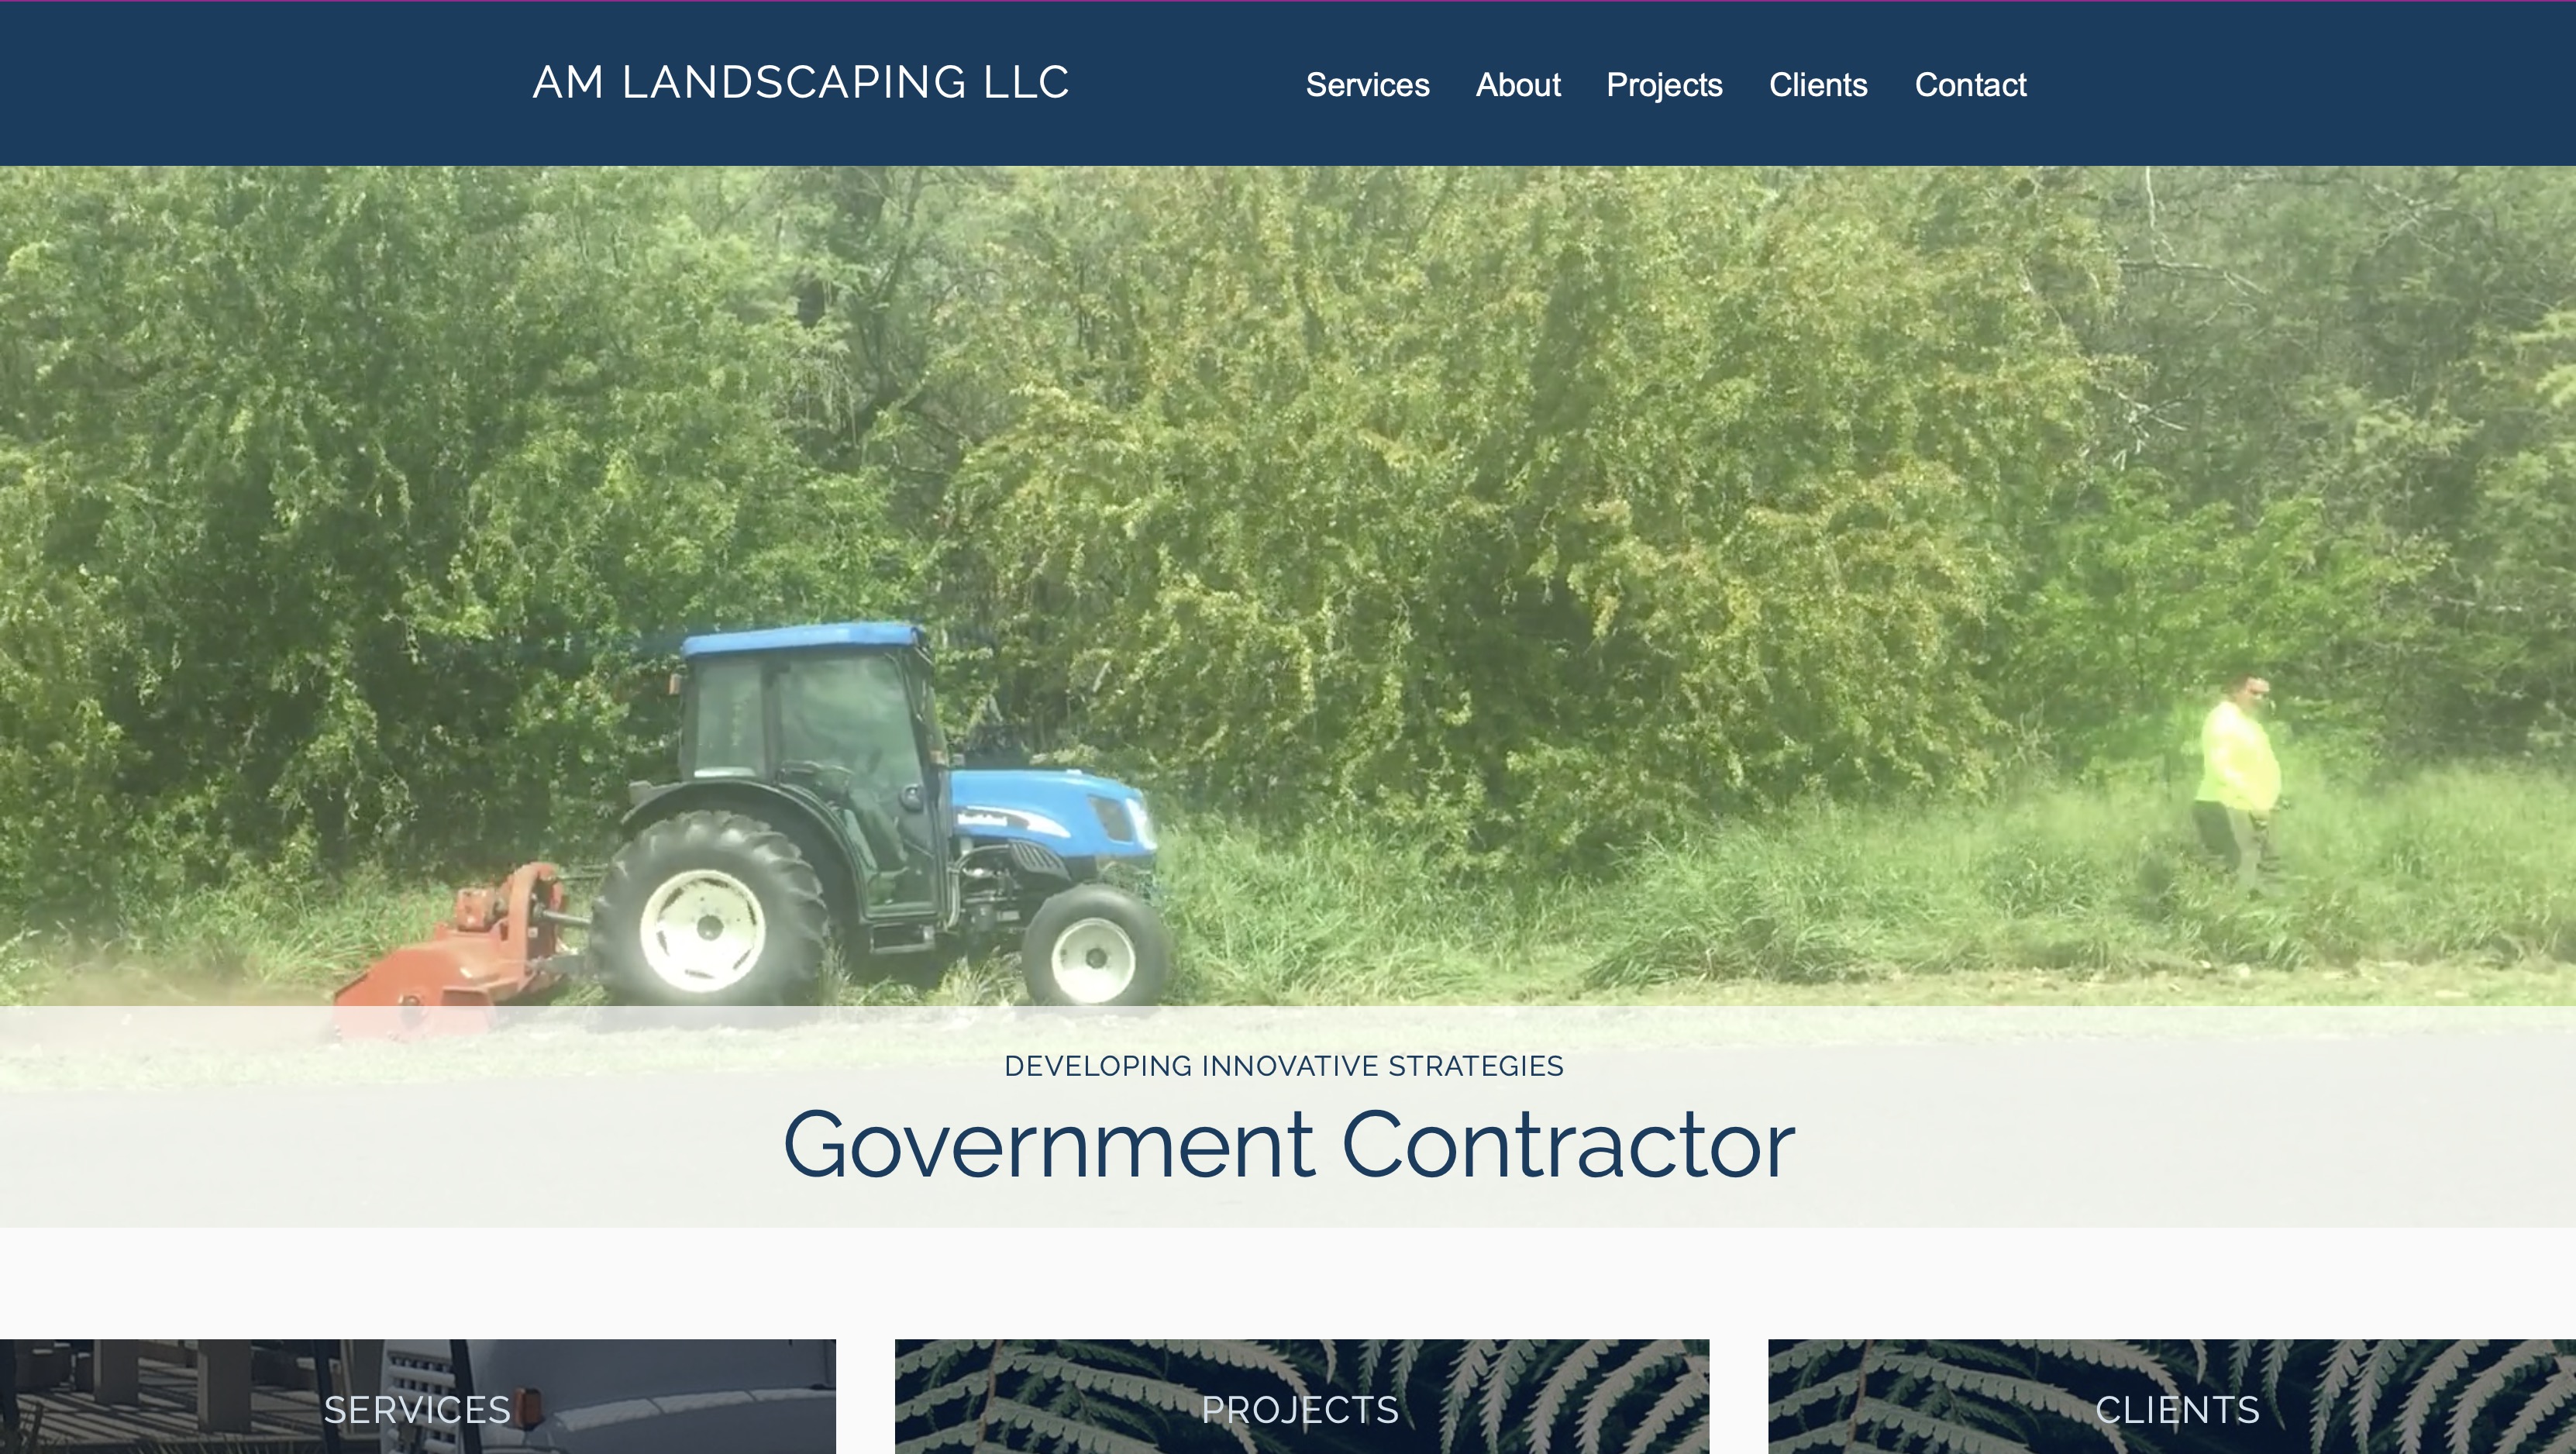 AM LANDSCAPING LLC
Services About Projects Clients Contact
DEVELOPING INNOVATIVE STRATEGIES
Government Contractor
SERVICES
PROJECTS
CLIENTS